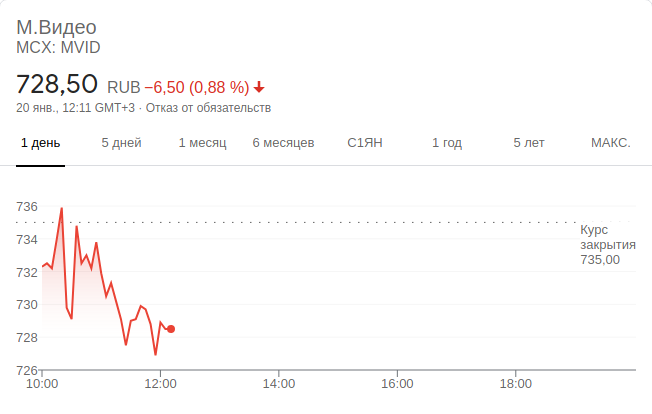 М.Видео
MCX: MVID
728,50 RUB −6,50 (0,88 %)
20 янв., 12:11 GMT+3 · Отказ от обязательств
1 день 5 дней 1 месяц 6 месяцев С1ЯН 1 год 5 лет МАКС.
736
734
732
730
728
726
Курс
закрытия
735,00
10:00 12:00 14:00 16:00 18:00